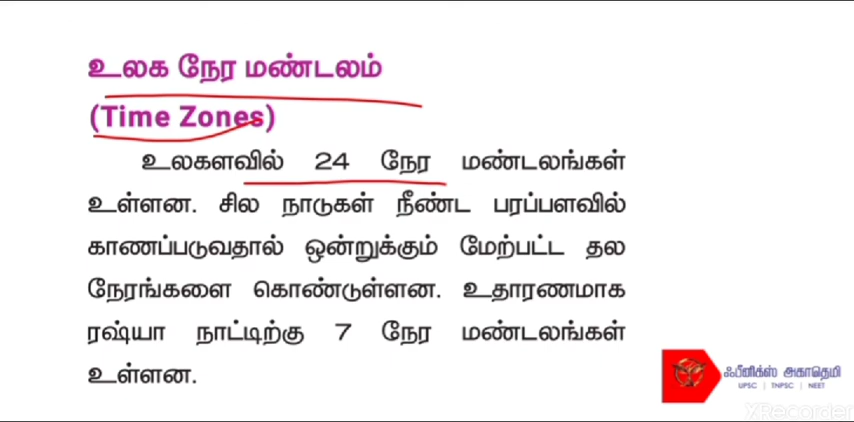 உலக நேர மண்டலம்
(Time Zones)
உலகளவில் 24 நேர மண்டலங்கள்
உள்ளன. சில நாடுகள் நீண்ட பரப்பளவில்
காணப்படுவதால் ஒன்றுக்கும் மேற்பட்ட தல
நேரங்களை கொண்டுள்ளன. உதாரணமாக
ரஷ்யா நாட்டிற்கு 7 நேர மண்டலங்கள்
உள்ளன.
ஃபீனிக்ஸ் அகாதெமி
UPSC | TNPSC | NEET
XRecorder